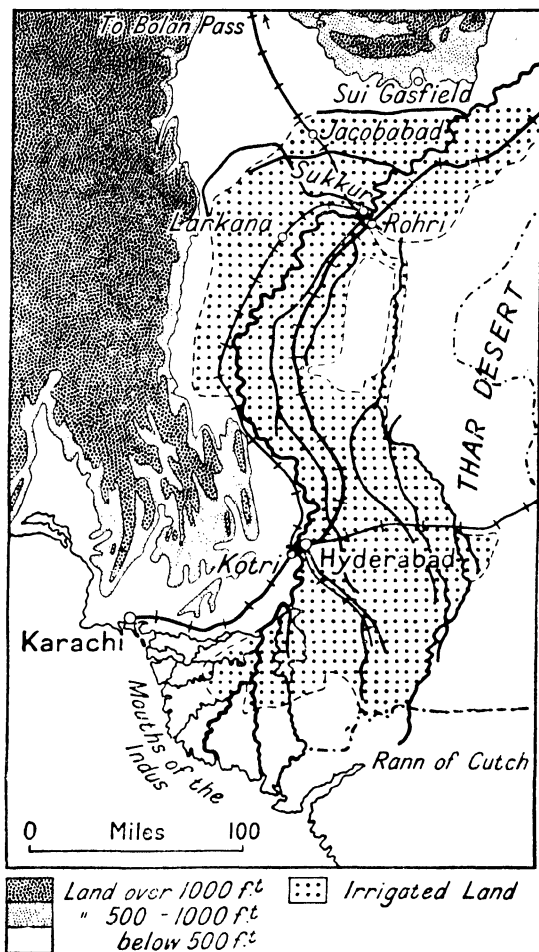 To Bolan Pass
Sui Gasfield
Jacobabad
Sukkur
Larkana
Rohri
THAR DESERT
Kotri
Hyderabad
Karachi
Mouths of the
Indus
Rann of Cutch
0 Miles 100
Land over 1000 ft
" 500 - 1000 ft
below 500 ft
Irrigated Land